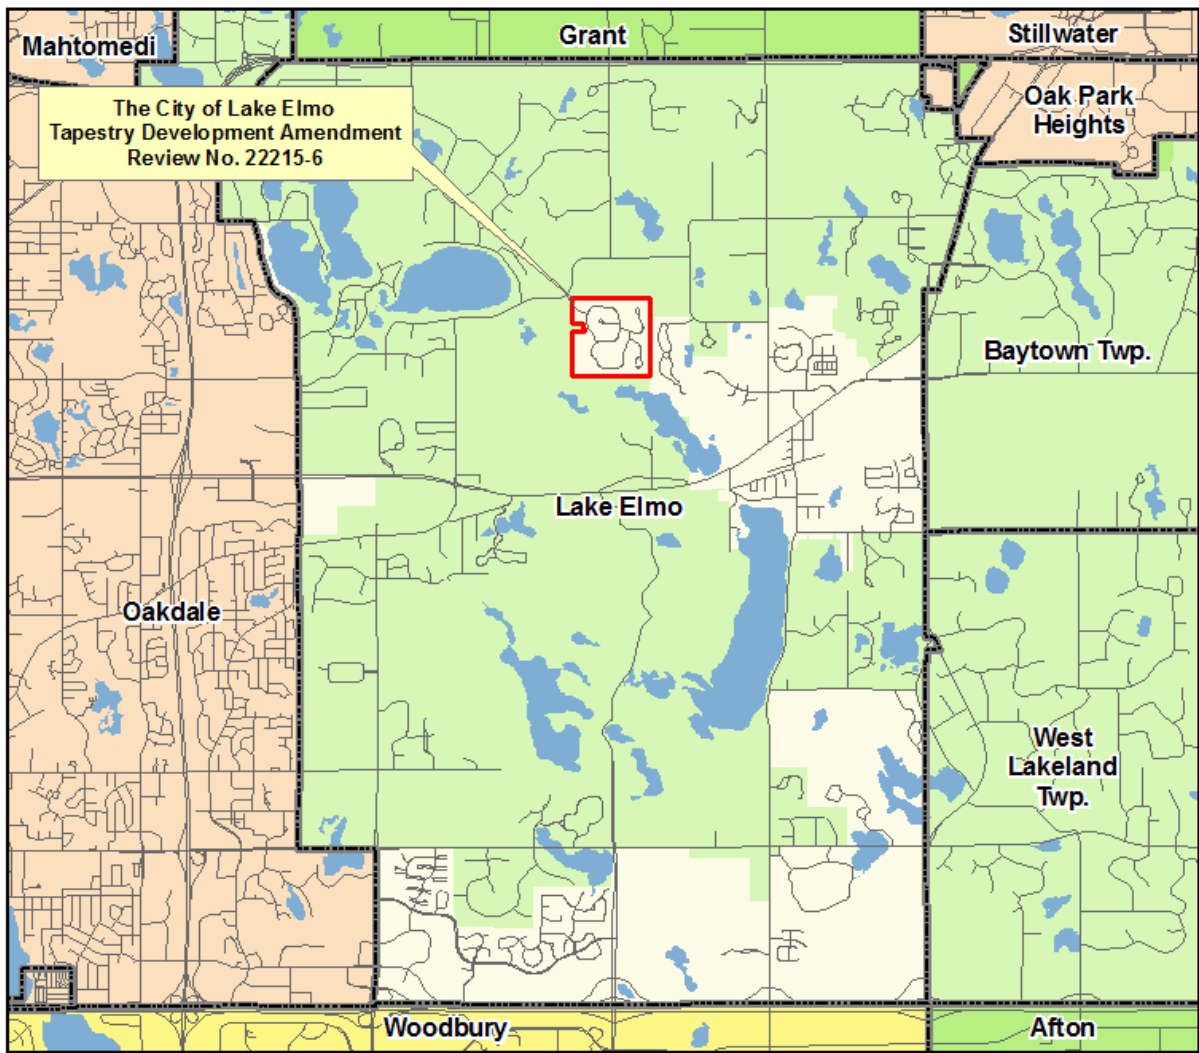 Mahtomedi
Grant
Stillwater
The City of Lake Elmo
Tapestry Development Amendment
Review No. 22215-6
Oak Park
Heights
Baytown Twp.
Lake Elmo
Oakdale
West
Lakeland
Twp.
Woodbury
Afton